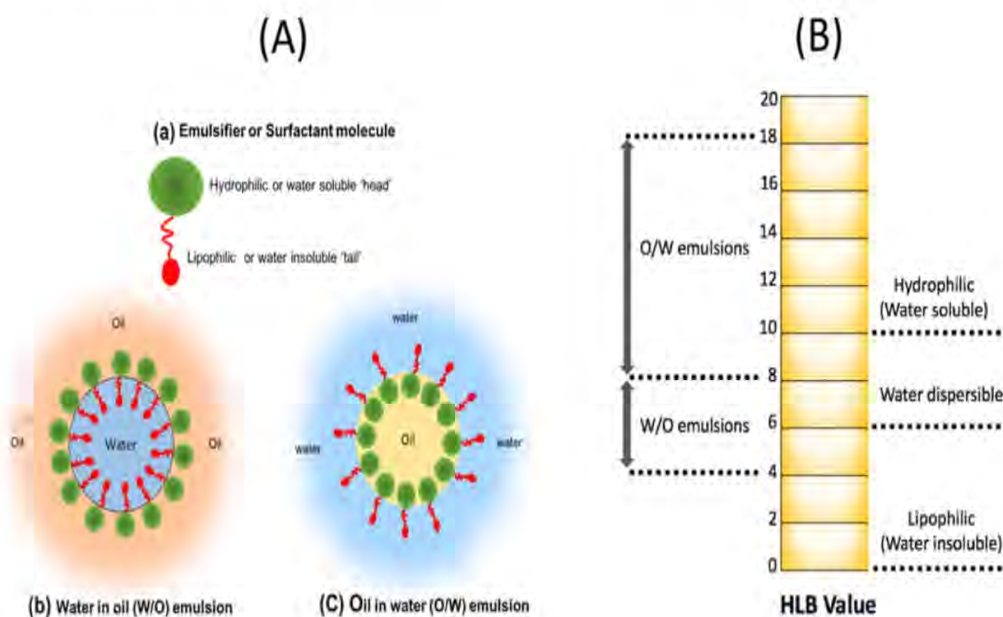 (A)
(a) Emulsifier or Surfactant molecule
Hydrophilic or water soluble 'head'
Lipophilic or water insoluble 'tail'
Oil
Oil
Water
Oil
(b) Water in oil (W/O) emulsion
water
water
Oil
water
(C) Oil in water (O/W) emulsion
(B)
20
18
16
14
12
10
8
6
4
2
0
O/W emulsions
W/O emulsions
Hydrophilic
(Water soluble)
Water dispersible
Lipophilic
(Water insoluble)
HLB Value